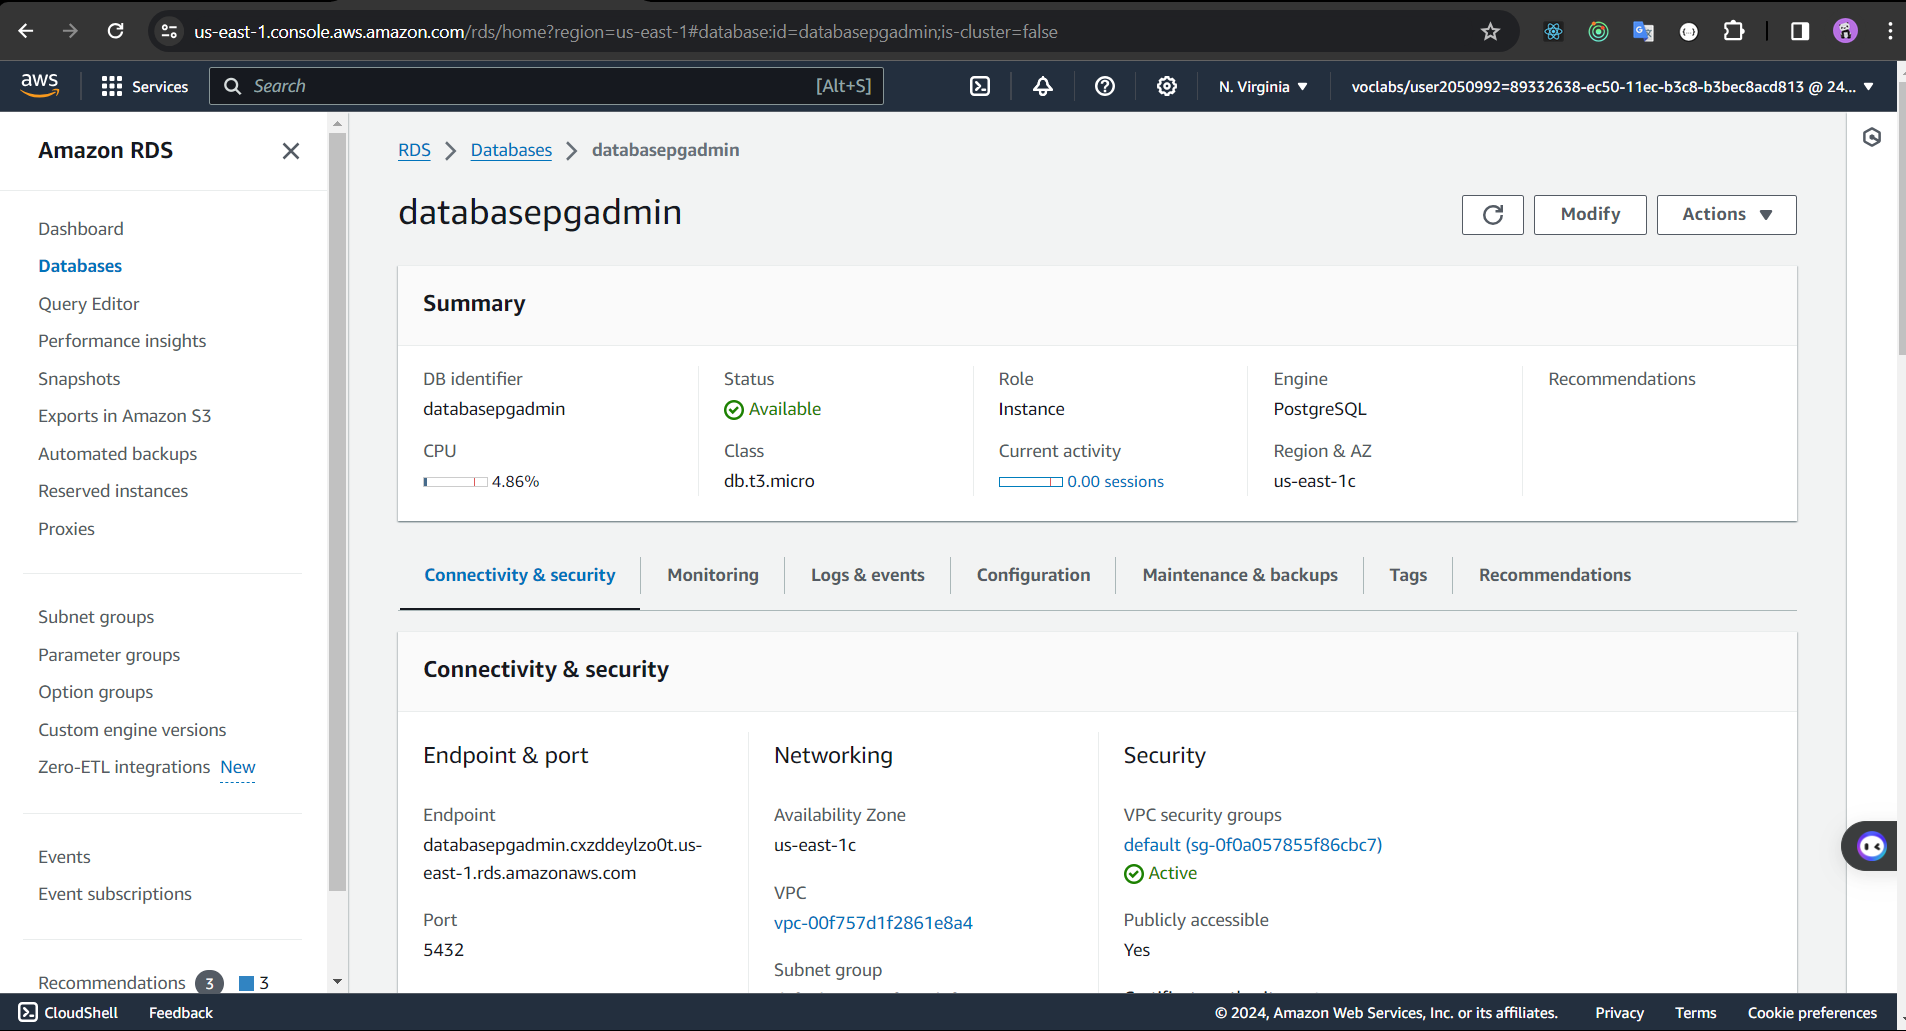 us-east-1.console.aws.amazon.com/rds/home?region=us-east-1#database:id=databasepgadmin;is-cluster=false
aws
Services
Search
[Alt+S]
N. Virginia
voclabs/user2050992=89332638-ec50-11ec-b3c8-b3bec8acd813 @ 24...
Amazon RDS
Dashboard
Databases
Query Editor
Performance insights
Snapshots
Exports in Amazon S3
Automated backups
Reserved instances
Proxies
Subnet groups
Parameter groups
Option groups
Custom engine versions
Zero-ETL integrations New
Events
Event subscriptions
Recommendations 3 3
RDS
Databases
databasepgadmin
databasepgadmin
Modify
Actions
Summary
DB identifier
databasepgadmin
CPU
4.86%
Status
Available
Class
db.t3.micro
Role
Instance
Current activity
0.00 sessions
Engine
PostgreSQL
Region & AZ
us-east-1c
Recommendations
Connectivity & security
Monitoring
Logs & events
Configuration
Maintenance & backups
Tags
Recommendations
Connectivity & security
Endpoint & port
Endpoint
databasepgadmin.cxzddeylzo0t.us-
east-1.rds.amazonaws.com
Port
5432
Networking
Availability Zone
us-east-1c
VPC
vpc-00f757d1f2861e8a4
Subnet group
Security
VPC security groups
default (sg-0f0a057855f86cbc7)
Active
Publicly accessible
Yes
CloudShell
Feedback
© 2024, Amazon Web Services, Inc. or its affiliates.
Privacy
Terms
Cookie preferences